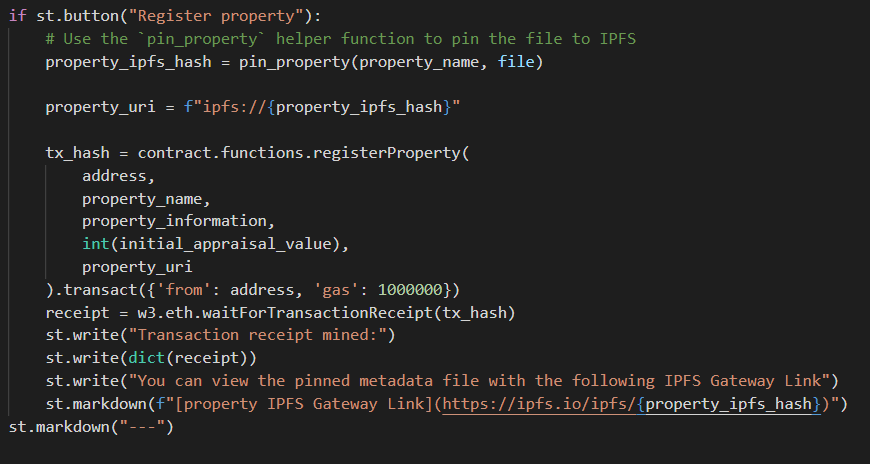 if st.button("Register property"):
    # Use the `pin_property` helper function to pin the file to IPFS
    property_ipfs_hash = pin_property(property_name, file)

    property_uri = f"ipfs://{property_ipfs_hash}"

    tx_hash = contract.functions.registerProperty(
        address,
        property_name,
        property_information,
        int(initial_appraisal_value),
        property_uri
    ).transact({'from': address, 'gas': 1000000})
    receipt = w3.eth.waitForTransactionReceipt(tx_hash)
    st.write("Transaction receipt mined:")
    st.write(dict(receipt))
    st.write("You can view the pinned metadata file with the following IPFS Gateway Link")
    st.markdown(f"[property IPFS Gateway Link](https://ipfs.io/ipfs/{property_ipfs_hash})")
st.markdown("---")